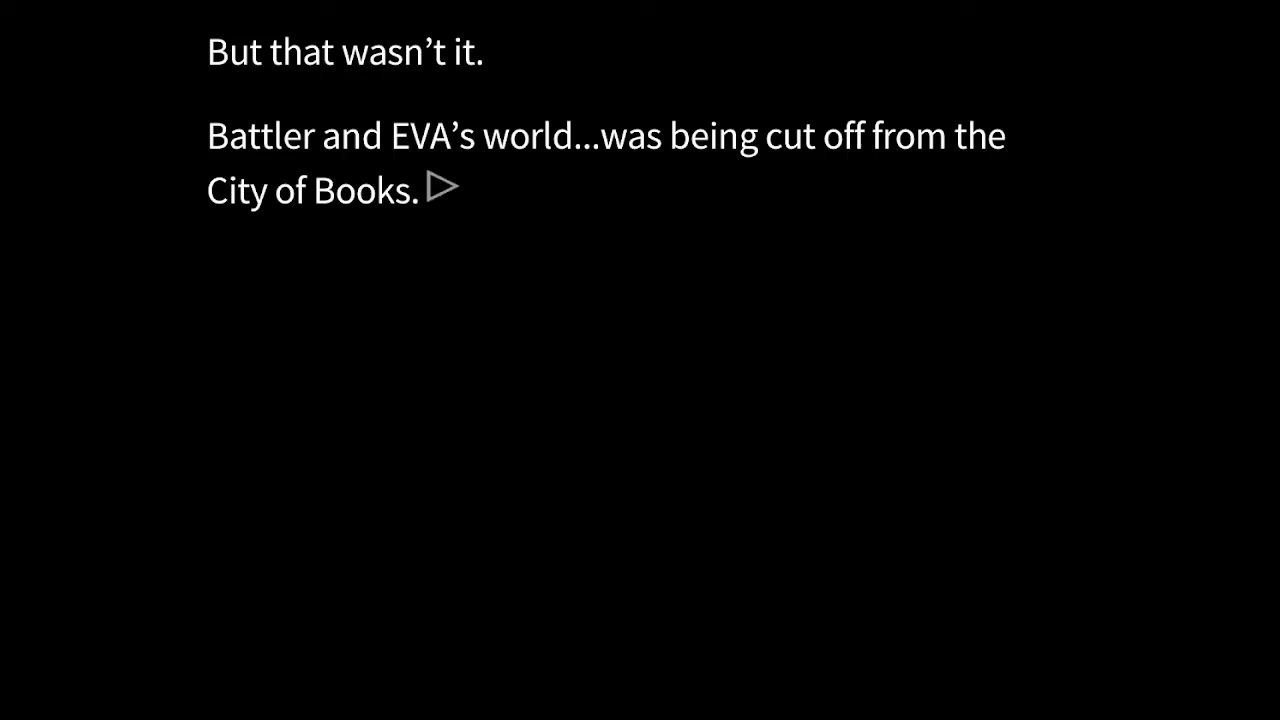 But that wasn’t it.
Battler and EVA’s world...was being cut off from the
City of Books.